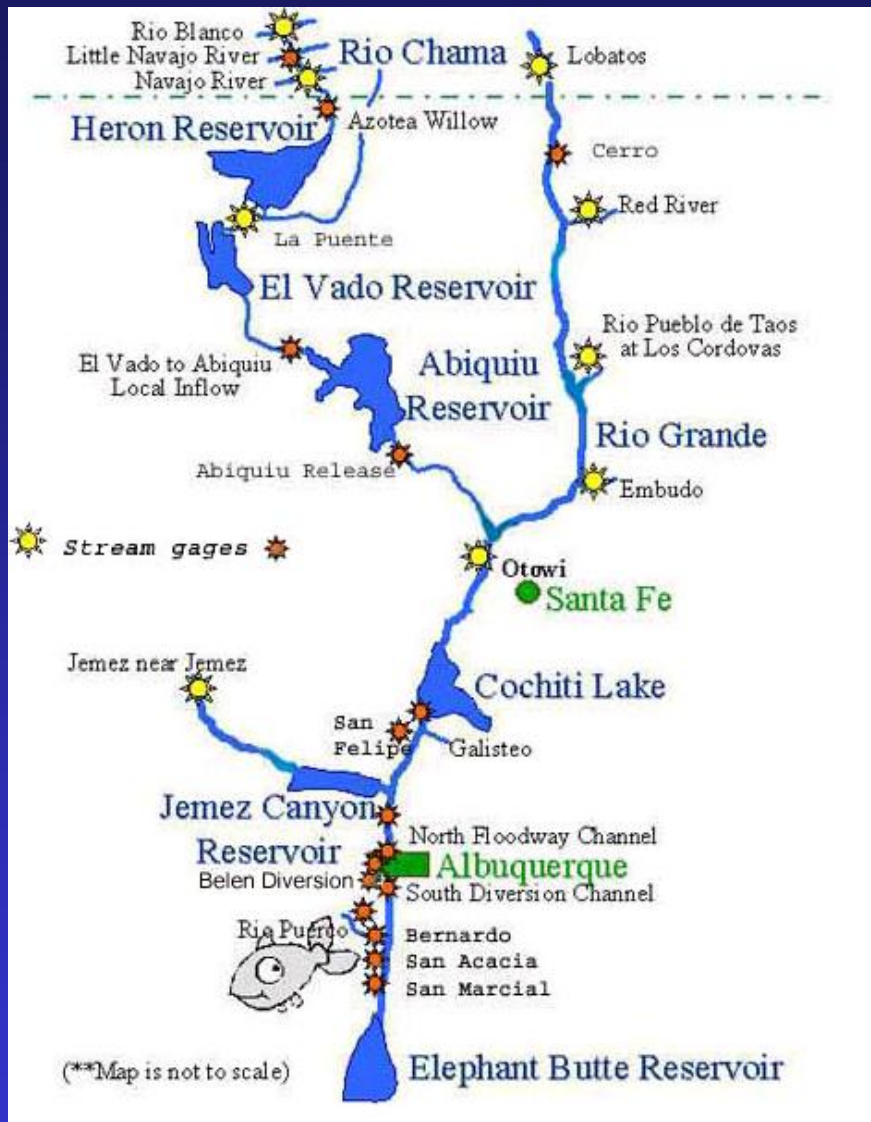 Rio Blanco
Little Navajo River
Navajo River
Rio Chama
Lobatos
Heron Reservoir
Azotea Willow
Cerro
Red River
La Puente
El Vado Reservoir
Rio Pueblo de Taos
at Los Cordovas
El Vado to Abiquiu
Local Inflow
Abiquiu
Reservoir
Rio Grande
Abiquiu Release
Embudo
Stream gages
Otowi
Santa Fe
Jemez near Jemez
Cochiti Lake
San
Felipe
Galisteo
Jemez Canyon
Reservoir
North Floodway Channel
Albuquerque
Belen Diversion
South Diversion Channel
Rio Puerco
Bernardo
San Acacia
San Marcial
(**Map is not to scale)
Elephant Butte Reservoir